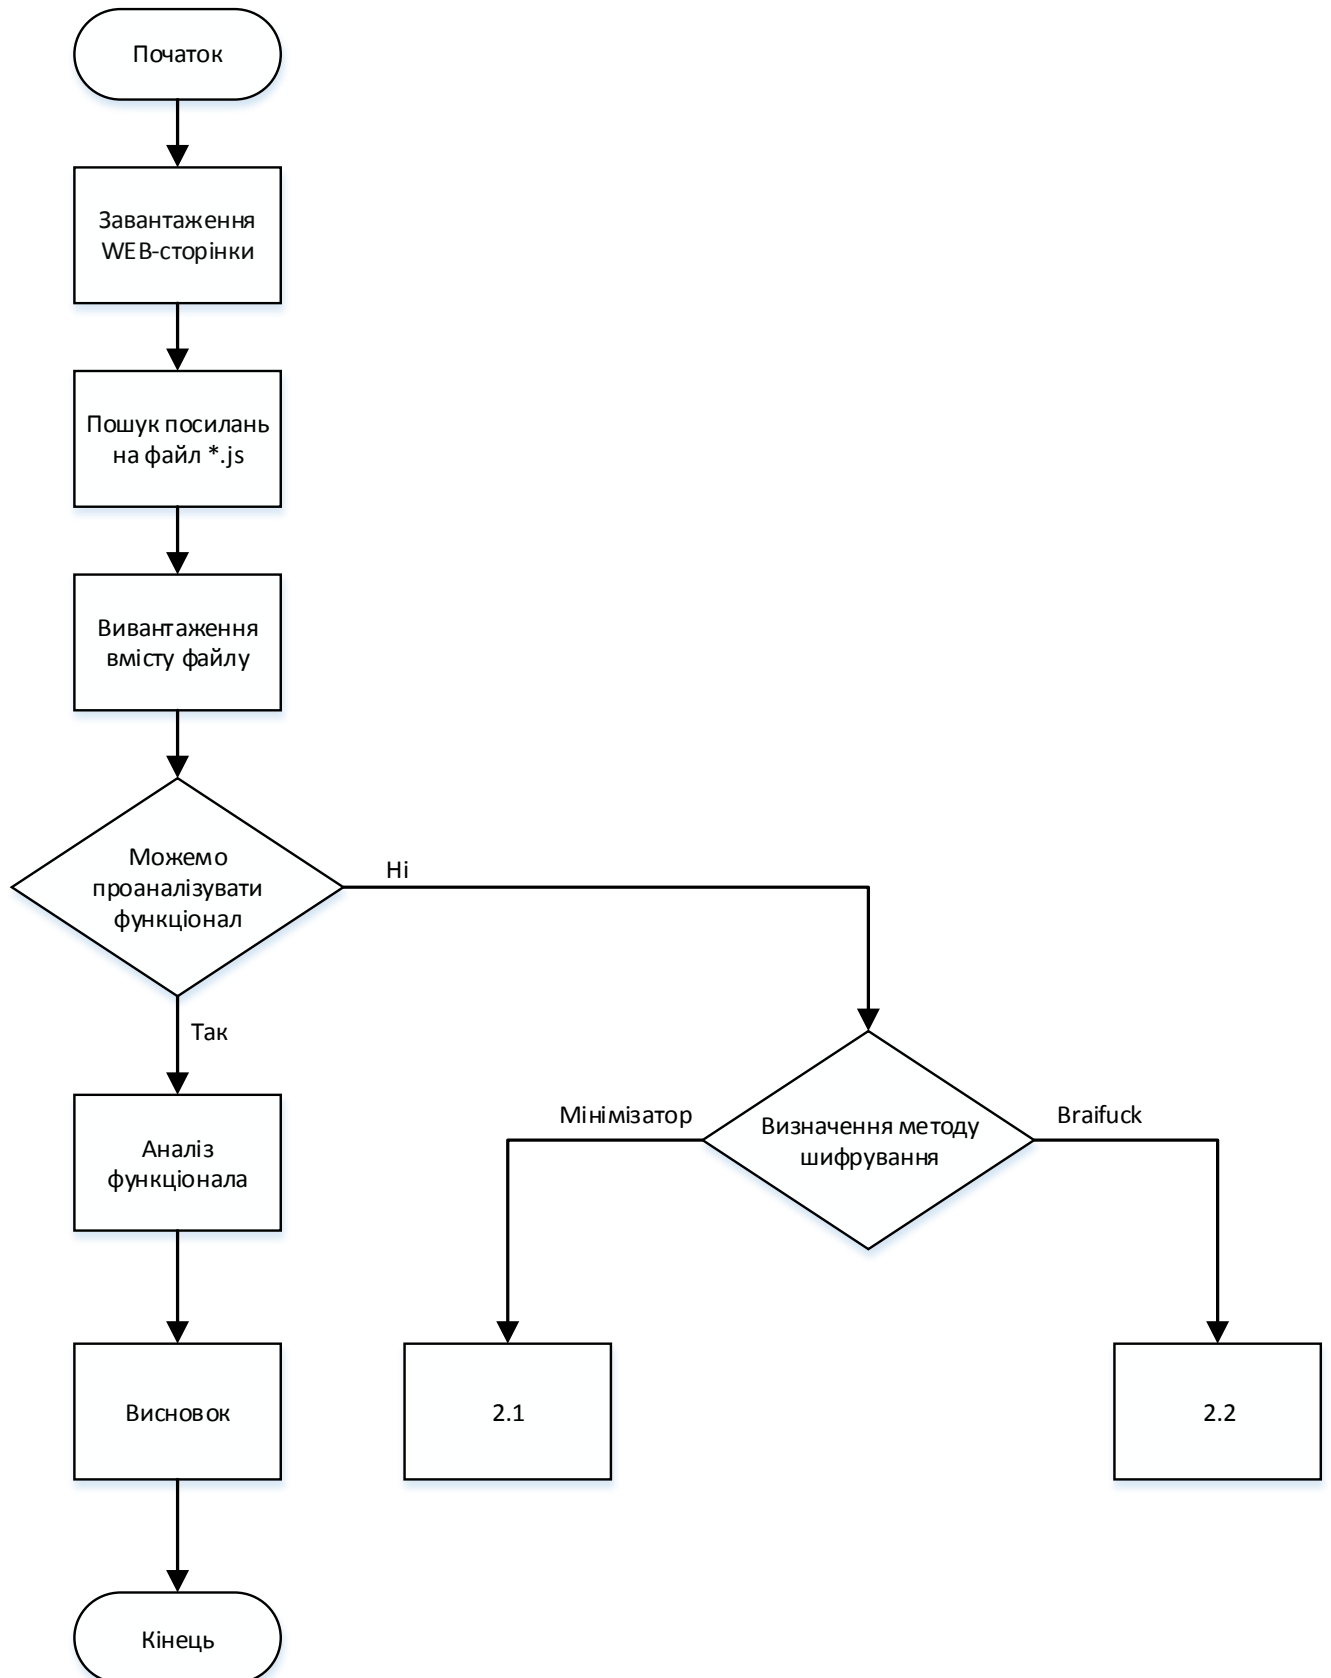 Початок
Завантаження
WEB-сторінки
Пошук посилань
на файл *.js
Вивантаження
вмісту файлу
Можемо
проаналізувати
функціонал
Ні
Так
Аналіз
функціонала
Мінімізатор
Визначення методу
шифрування
Braifuck
Висновок
2.1
2.2
Кінець